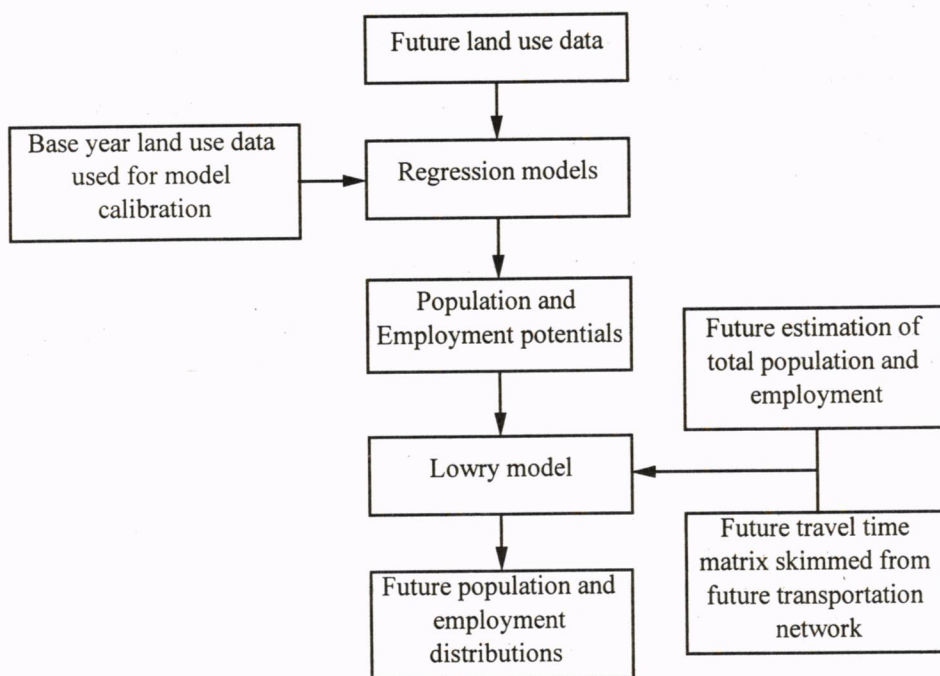 Future land use data
Base year land use data
used for model
calibration
Regression models
Population and
Employment potentials
Future estimation of
total population and
employment
Lowry model
Future travel time
matrix skimmed from
future transportation
network
Future population and
employment
distributions